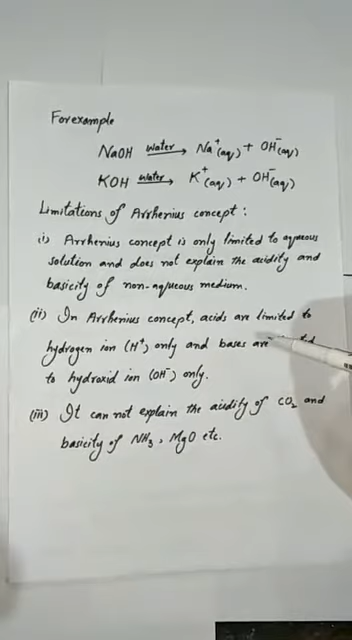 For example
NaOH water→ Na⁺(aq) + OH⁻(aq)
KOH water→ K⁺(aq) + OH⁻(aq)
Limitations of Arrhenius concept :
(i) Arrhenius concept is only limited to aqueous
solution and does not explain the acidity and
basicity of non-aqueous medium.
(ii) In Arrhenius concept, acids are limited to
hydrogen ion (H⁺) only and bases are
to hydroxid ion (OH⁻) only.
(iii) It can not explain the acidity of CO₂ and
basicity of NH₃, MgO etc.